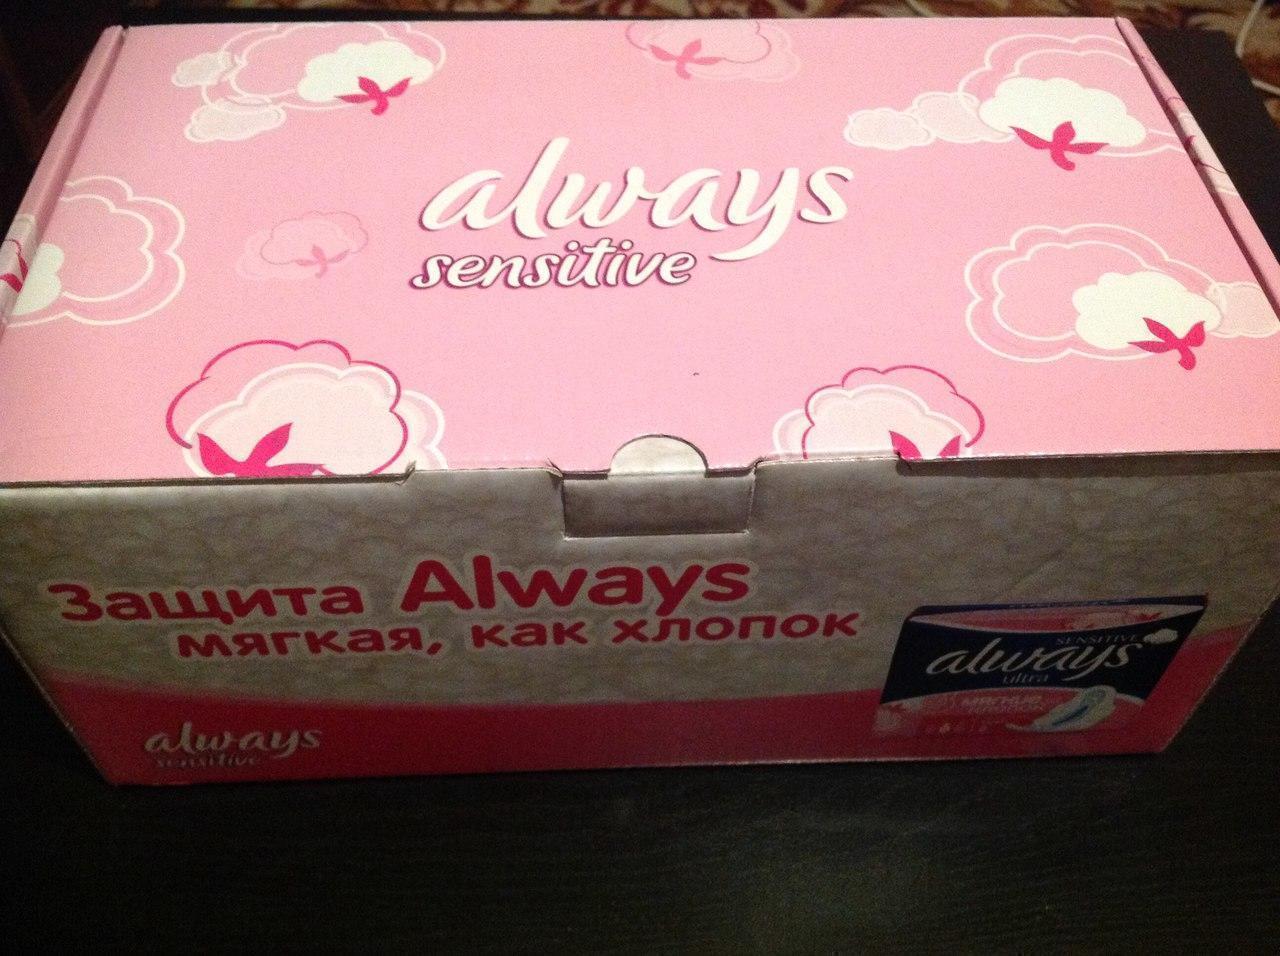 always
sensitive
Защита Always
мягкая, как хлопок
always
sensitive
SENSITIVE
always
ultra